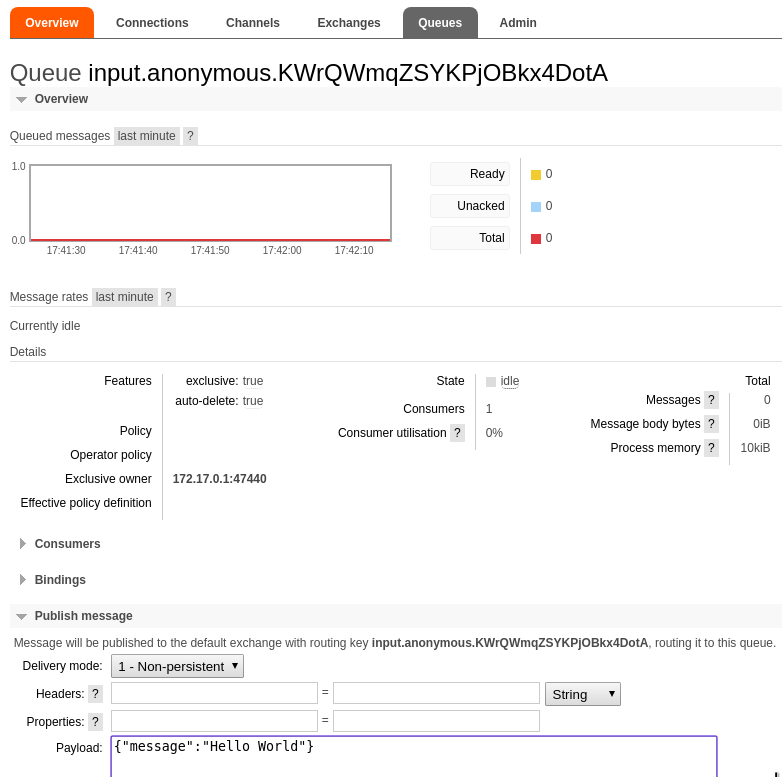 Overview Connections Channels Exchanges Queues Admin
Queue input.anonymous.KWrQWmqZSYKPjOBkx4DotA
Overview
Queued messages last minute ?
1.0
0.0
17:41:30 17:41:40 17:41:50 17:42:00 17:42:10
Ready 0
Unacked 0
Total 0
Message rates last minute ?
Currently idle
Details
Features exclusive: true
auto-delete: true
Policy
Operator policy
Exclusive owner 172.17.0.1:47440
Effective policy definition
State idle
Consumers 1
Consumer utilisation ? 0%
Total
Messages ? 0
Message body bytes ? 0iB
Process memory ? 10kiB
Consumers
Bindings
Publish message
Message will be published to the default exchange with routing key input.anonymous.KWrQWmqZSYKPjOBkx4DotA, routing it to this queue.
Delivery mode: 1 - Non-persistent
Headers: ? = String
Properties: ? =
Payload: {"message":"Hello World"}